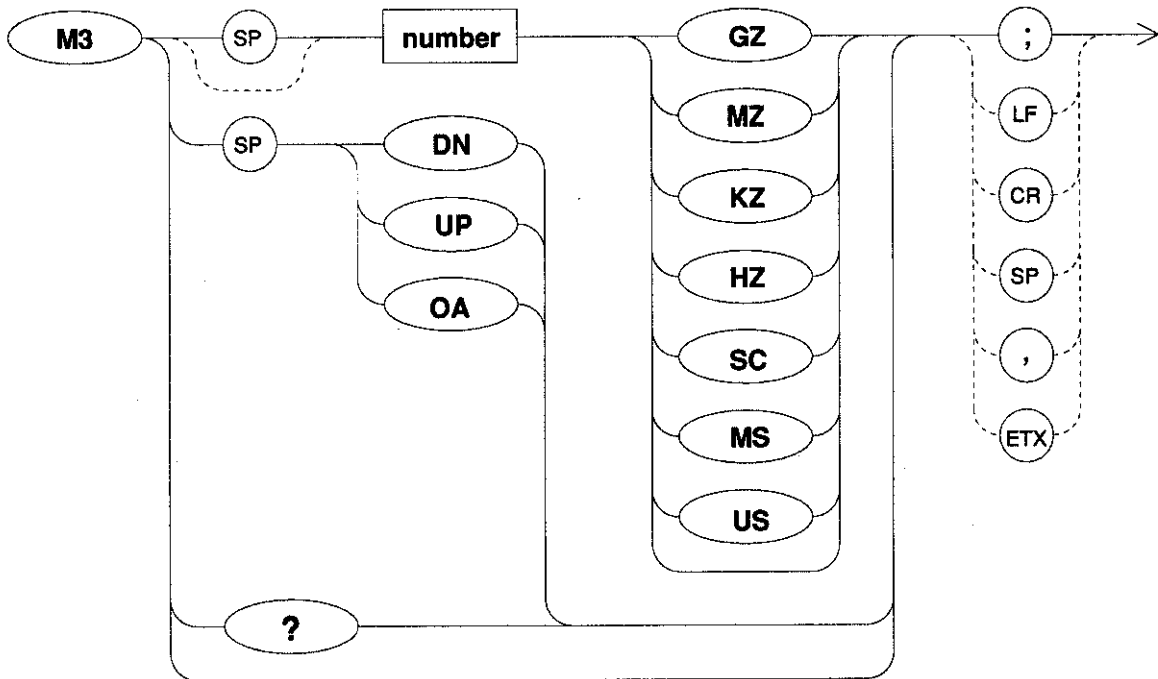 M3 SP number GZ ;
MZ LF
SP DN
KZ CR
UP
HZ SP
OA
SC ,
MS ETX
US
?